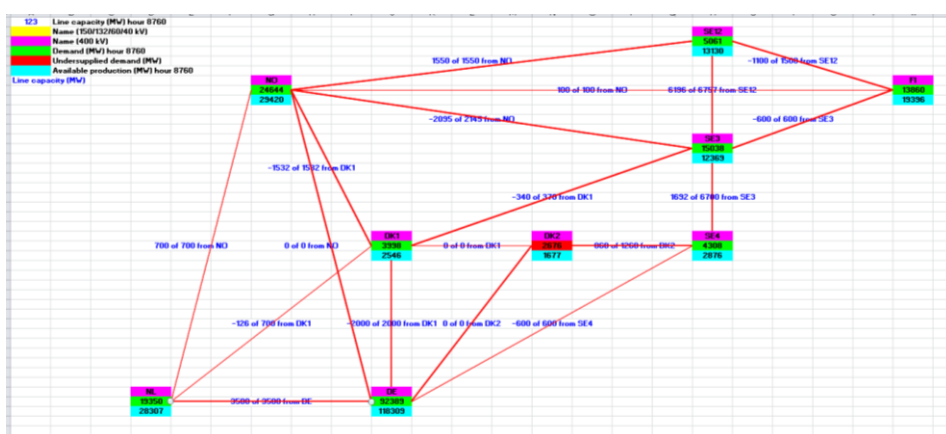 123 Line capacity (MW) hour 8760
Name (150/132/60/40 kV)
Name (400 kV)
Demand (MW) hour 8760
Undersupplied demand (MW)
Available production (MW) hour 8760
Line capacity (MW)
SE12
5061
13130
1550 of 1550 from NO
-1100 of 1500 from SE12
NO
24644
29420
100 of 100 from NO
6196 of 6757 from SE12
FI
13860
19396
-2095 of 2145 from NO
-600 of 600 from SE3
SE3
15038
12369
-1532 of 1532 from DK1
-340 of 370 from DK1
1692 of 6700 from SE3
DK1
3998
2546
DK2
1677
SE4
4308
2876
700 of 700 from NO
0 of 0 from NO
0 of 0 from DK1
860 of 1260 from DK2
-126 of 700 from DK1
-2000 of 2000 from DK1
0 of 0 from DK2
-600 of 600 from SE4
NL
19350
28307
3500 of 3500 from DE
DE
92389
118309